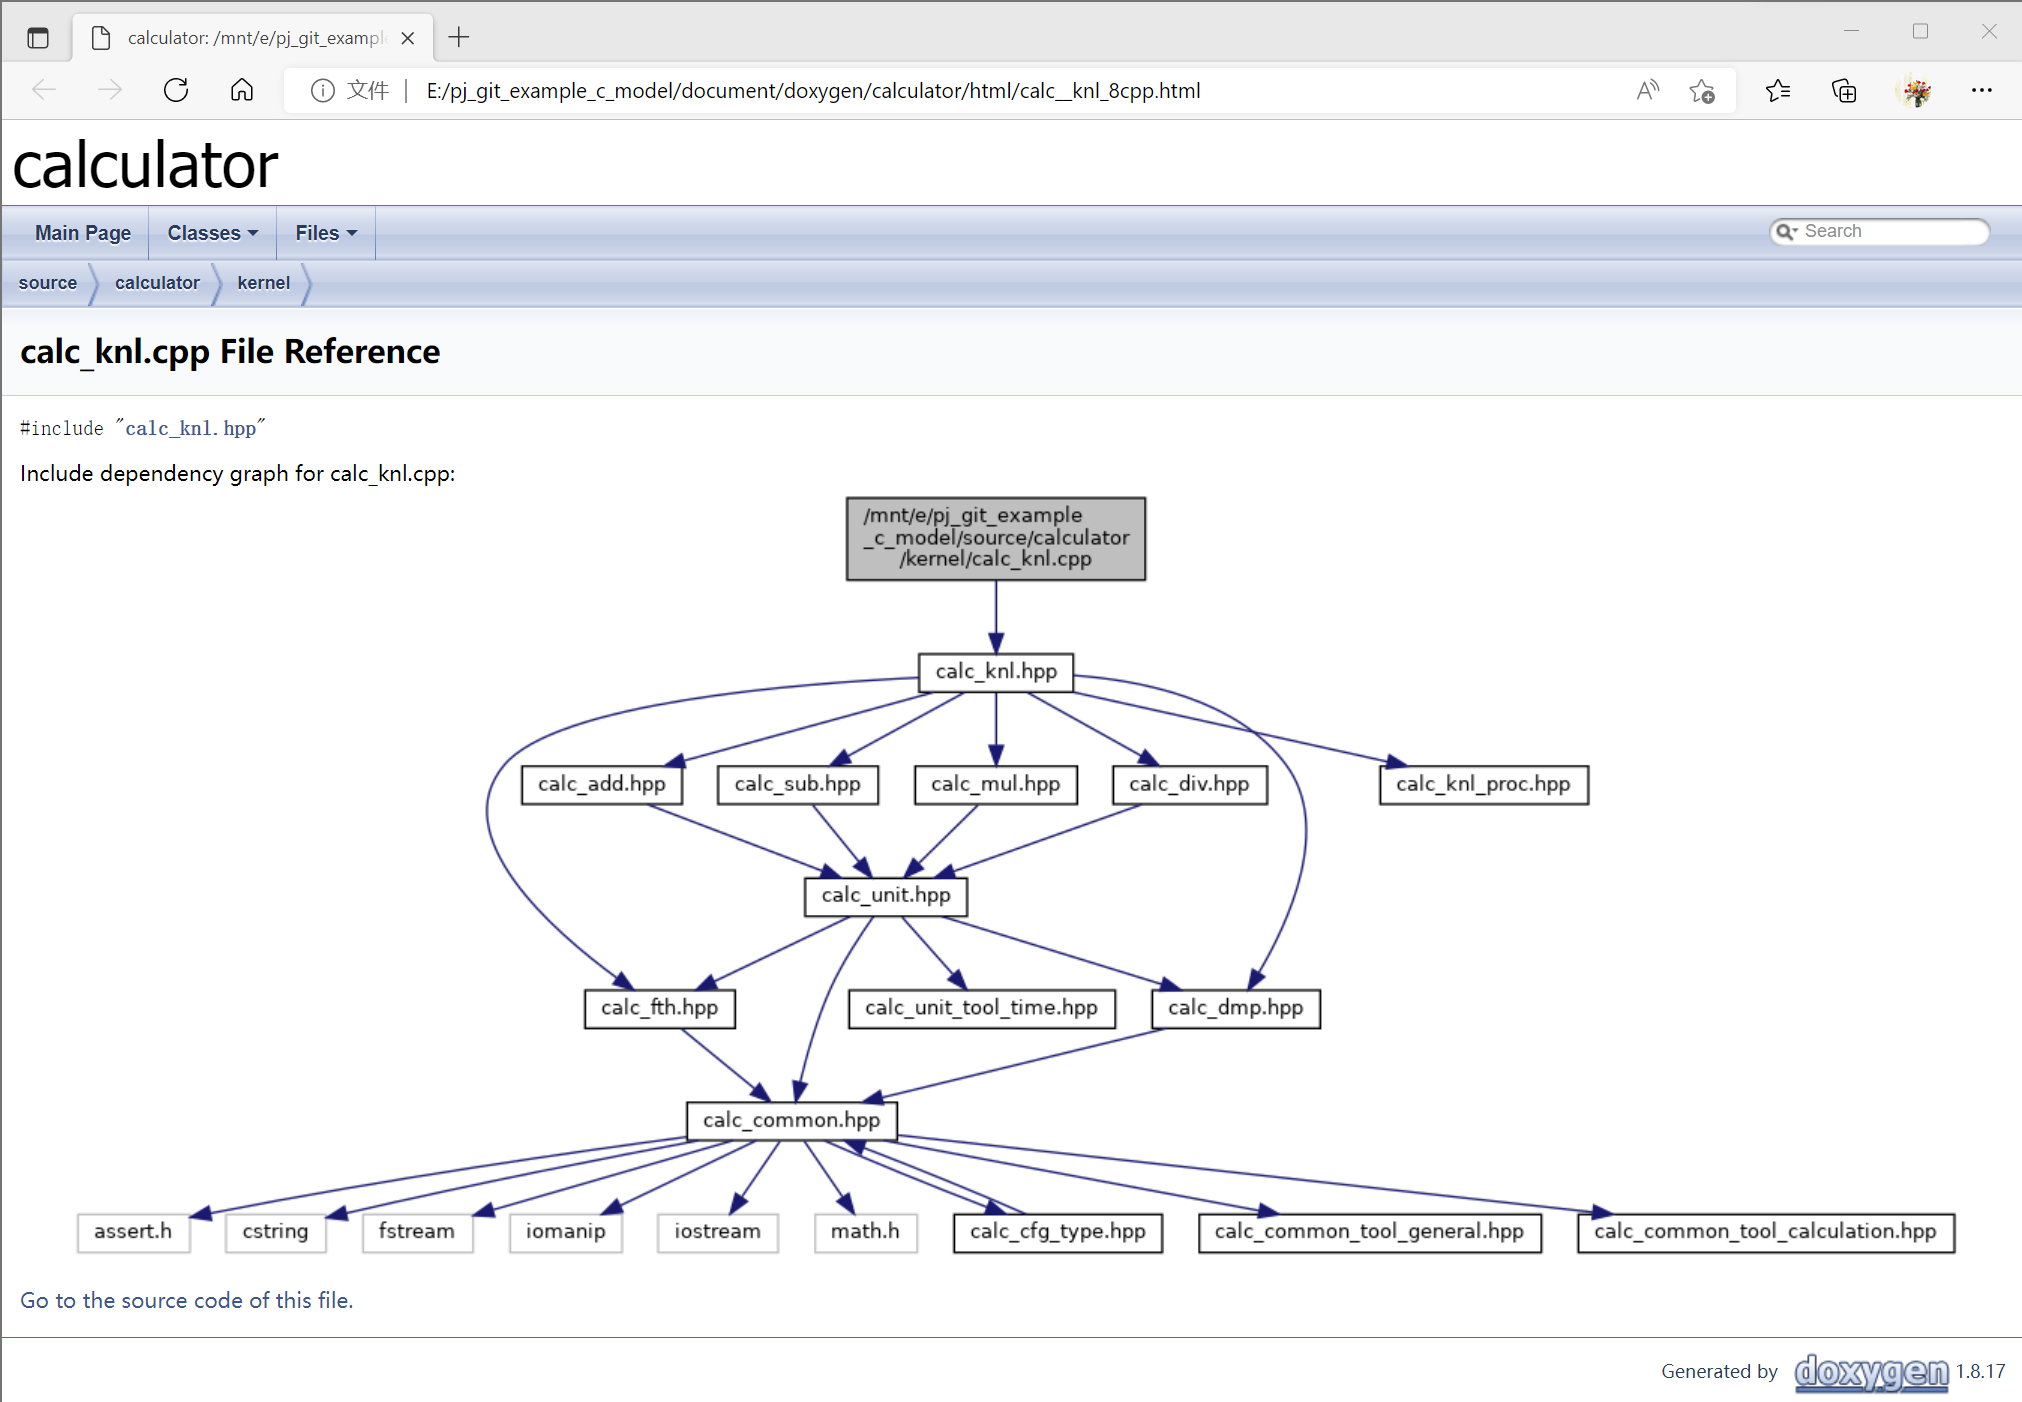 calculator: /mnt/e/pj_git_example
文件 E:/pj_git_example_c_model/document/doxygen/calculator/html/calc__knl_8cpp.html
calculator
Main Page Classes Files Search
source calculator kernel
calc_knl.cpp File Reference
#include "calc_knl.hpp"
Include dependency graph for calc_knl.cpp:
/mnt/e/pj_git_example
_c_model/source/calculator
/kernel/calc_knl.cpp
calc_knl.hpp
calc_add.hpp calc_sub.hpp calc_mul.hpp calc_div.hpp calc_knl_proc.hpp
calc_unit.hpp
calc_fth.hpp calc_unit_tool_time.hpp calc_dmp.hpp
calc_common.hpp
assert.h cstring fstream iomanip iostream math.h calc_cfg_type.hpp calc_common_tool_general.hpp calc_common_tool_calculation.hpp
Go to the source code of this file.
Generated by doxygen 1.8.17